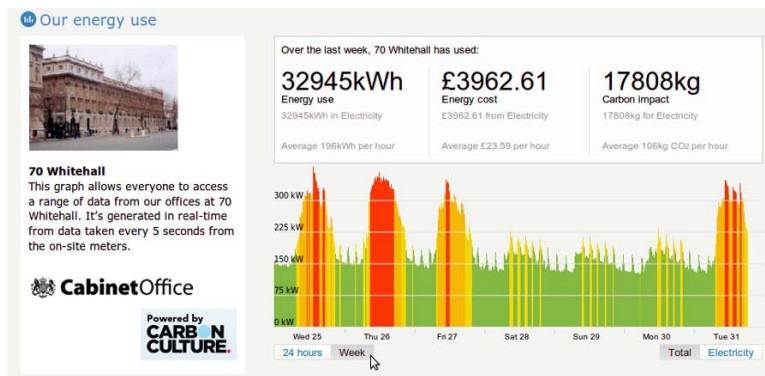 Our energy use
Over the last week, 70 Whitehall has used:
32945kWh
Energy use
32945kWh in Electricity
Average 196kWh per hour
£3962.61
Energy cost
£3962.61 from Electricity
Average £23.59 per hour
17808kg
Carbon impact
17808kg for Electricity
Average 106kg CO2 per hour
70 Whitehall
This graph allows everyone to access
a range of data from our offices at 70
Whitehall. It's generated in real-time
from data taken every 5 seconds from
the on-site meters.
CabinetOffice
Powered by
CARBON
CULTURE.
300 kW
225 kW
150 kW
75 kW
0 kW
Wed 25 Thu 26 Fri 27 Sat 28 Sun 29 Mon 30 Tue 31
24 hours Week Total Electricity